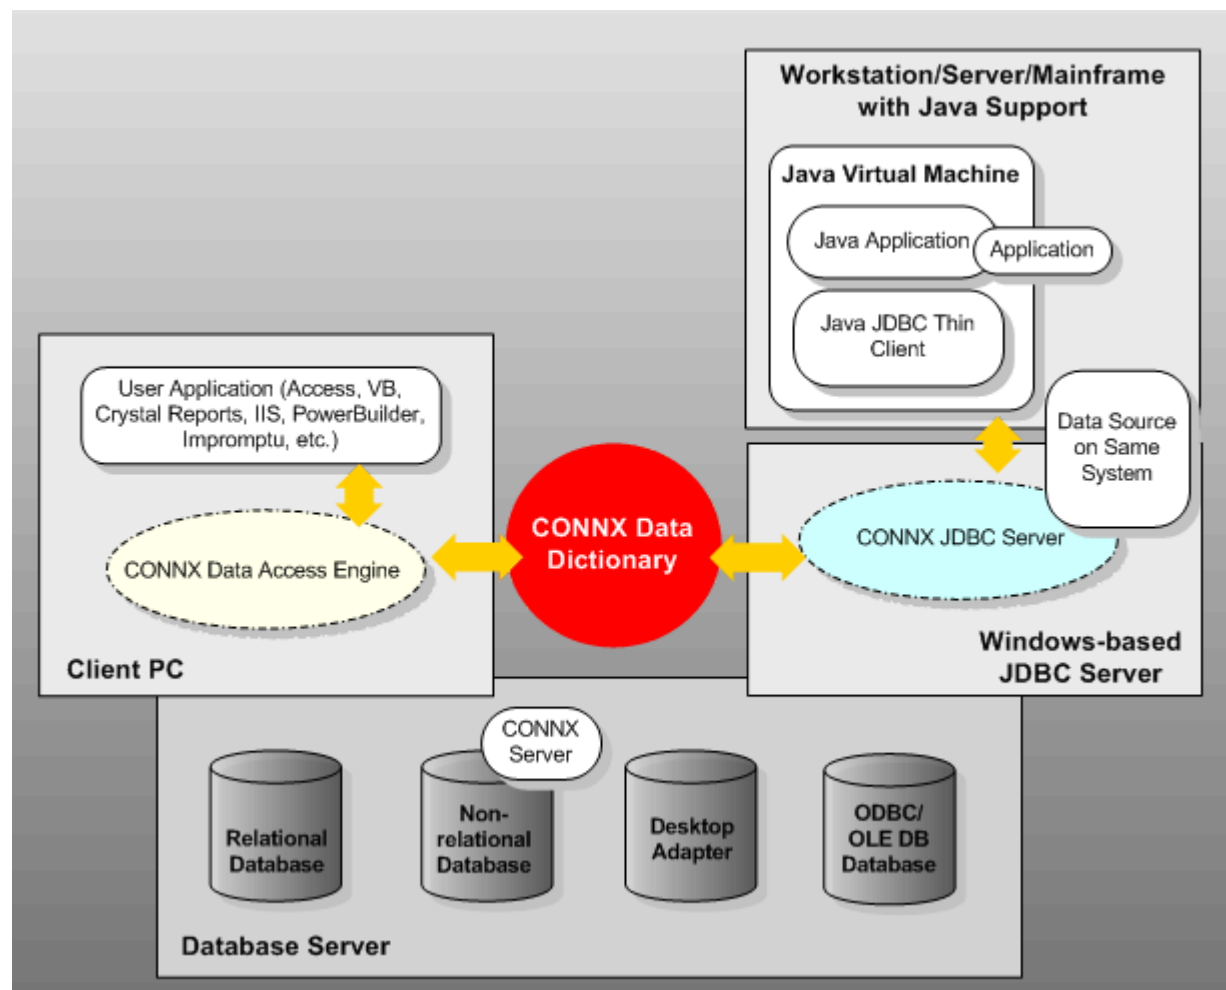 Workstation/Server/Mainframe
with Java Support
Java Virtual Machine
Java Application
Application
Java JDBC Thin
Client
User Application (Access, VB,
Crystal Reports, IIS, PowerBuilder,
Impromptu, etc.)
Data Source
on Same
System
CONNX Data
Dictionary
CONNX JDBC Server
CONNX Data Access Engine
Windows-based
JDBC Server
Client PC
CONNX
Server
Relational
Database
Non-
relational
Database
Desktop
Adapter
ODBC/
OLE DB
Database
Database Server